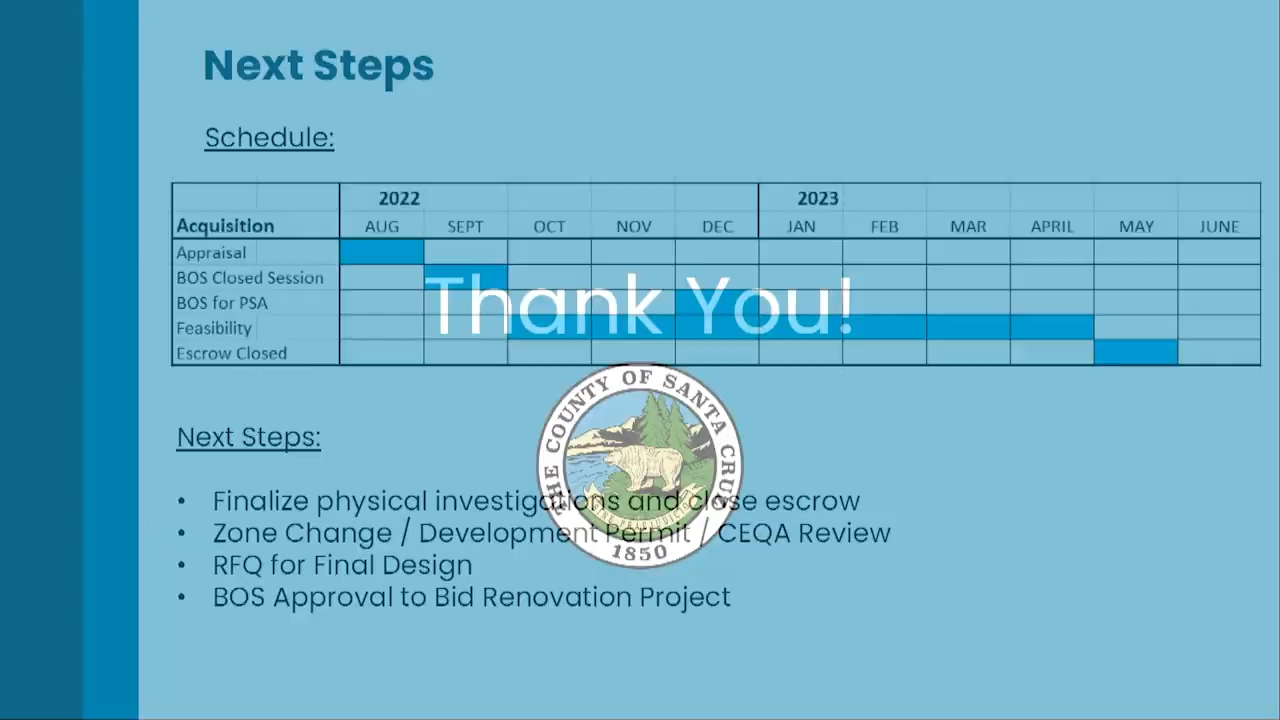 Next Steps
Schedule:
2022 2023
Acquisition AUG SEPT OCT NOV DEC JAN FEB MAR APRIL MAY JUNE
Appraisal
BOS Closed Session
BOS for PSA
Feasibility
Escrow Closed
Thank You!
THE COUNTY OF SANTA CRUZ
1850
Next Steps:
• Finalize physical investigations and close escrow
• Zone Change / Development Permit / CEQA Review
• RFQ for Final Design
• BOS Approval to Bid Renovation Project